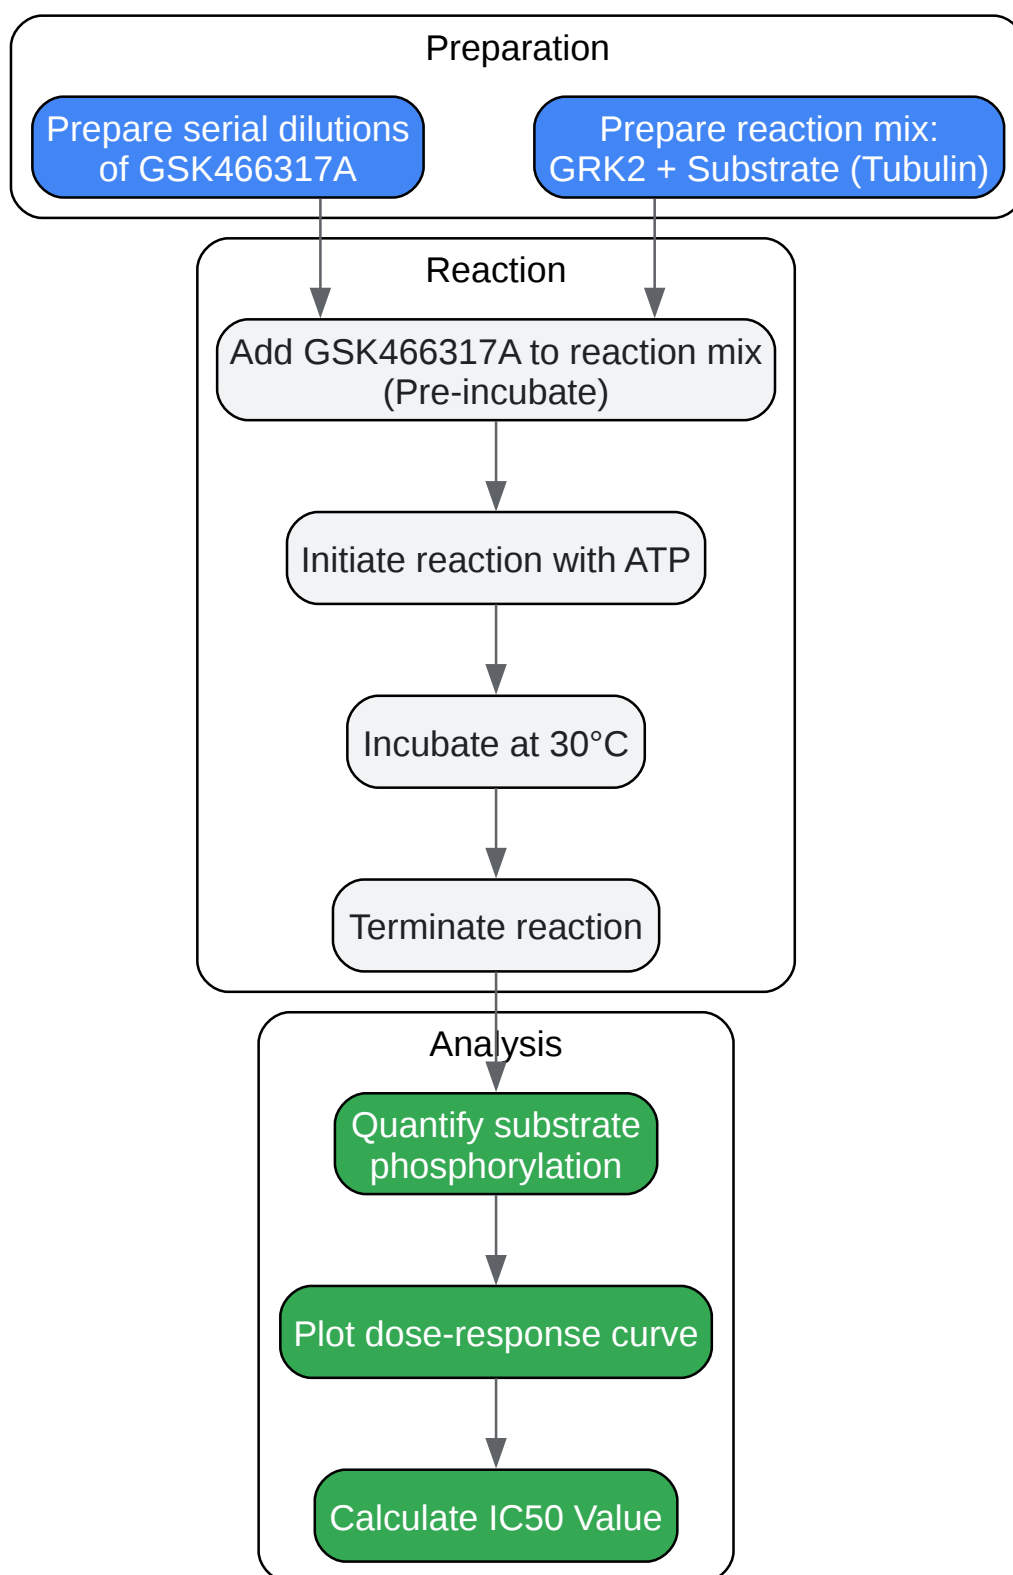 Preparation
Prepare serial dilutions
of GSK466317A
Prepare reaction mix:
GRK2 + Substrate (Tubulin)
Reaction
Add GSK466317A to reaction mix
(Pre-incubate)
Initiate reaction with ATP
Incubate at 30°C
Terminate reaction
Analysis
Quantify substrate
phosphorylation
Plot dose-response curve
Calculate IC50 Value